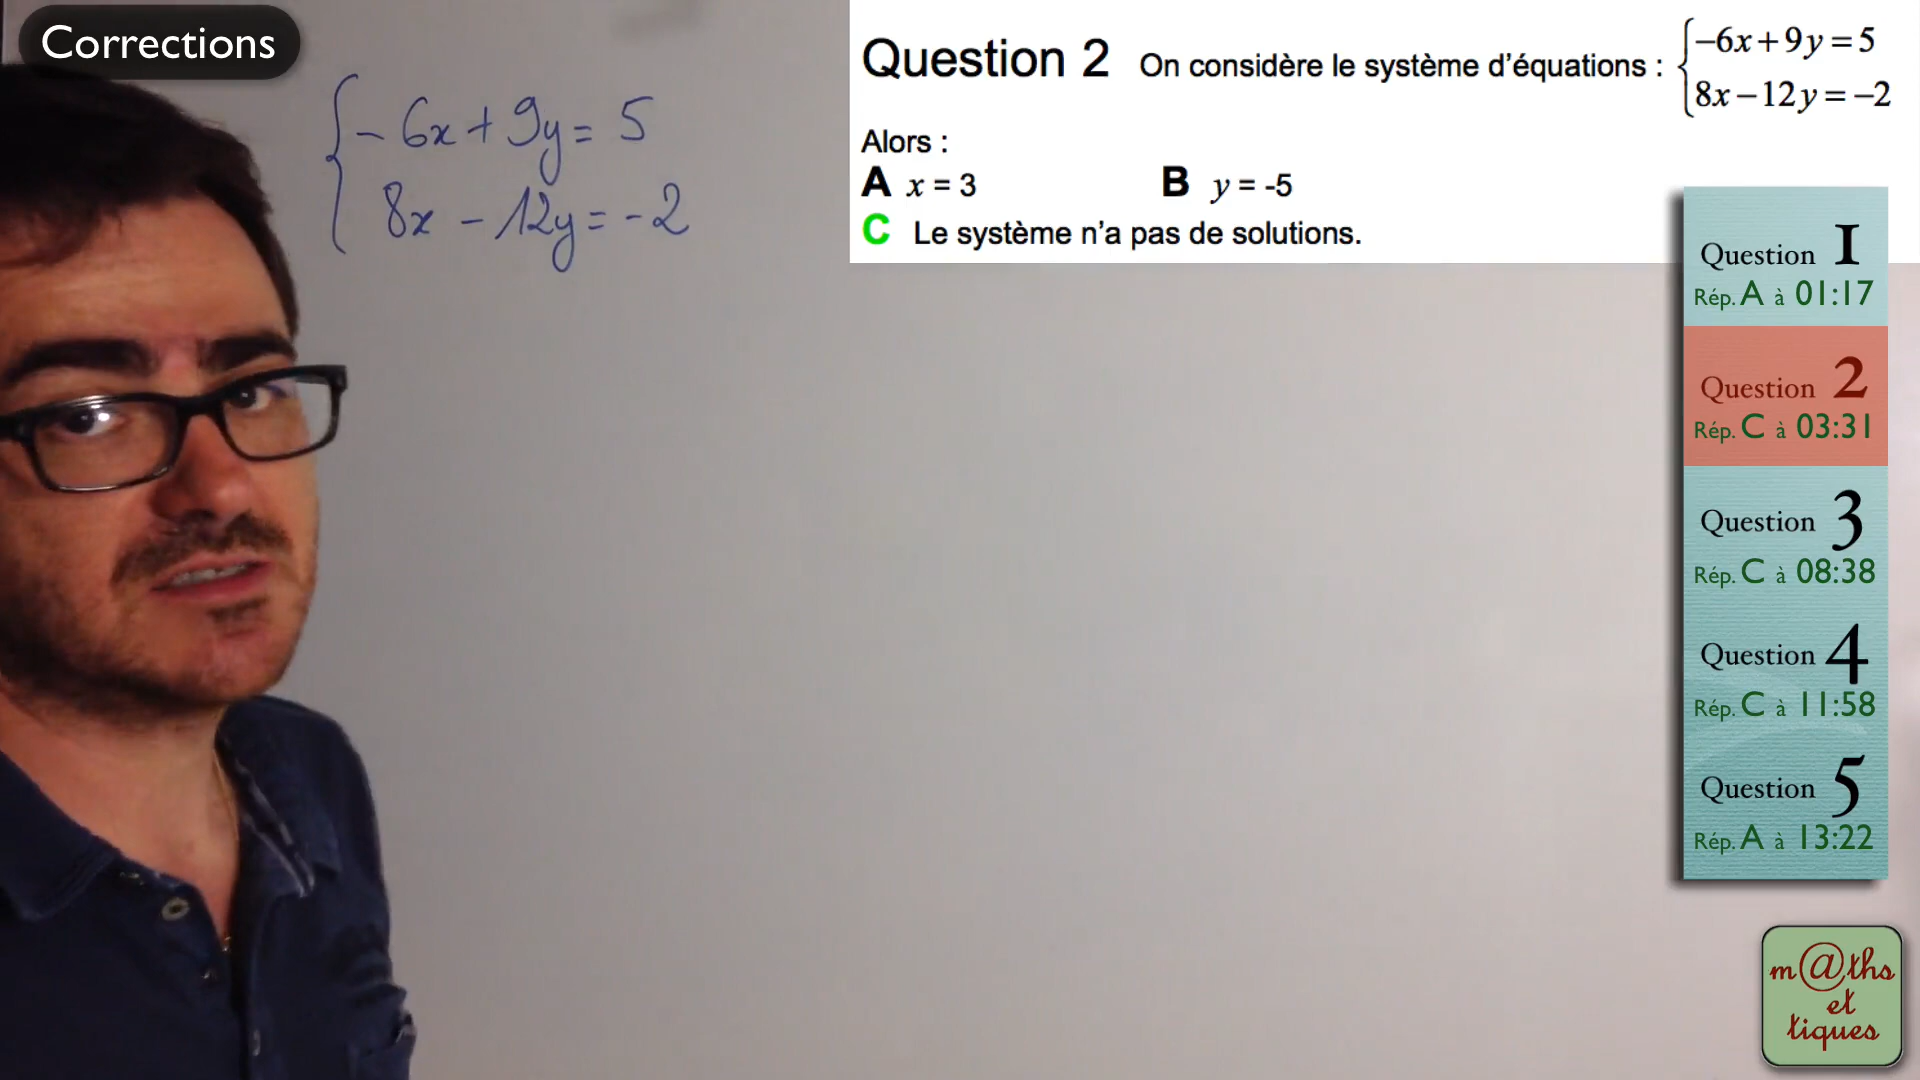 Corrections
- 6x + 9y = 5
8x - 12y = -2
Question 2 On considère le système d'équations : −6x+9y=5
8x−12y=−2
Alors :
A x = 3 B y = -5
C Le système n'a pas de solutions.
Question 1
Rép. A à 01:17
Question 2
Rép. C à 03:31
Question 3
Rép. C à 08:38
Question 4
Rép. C à 11:58
Question 5
Rép. A à 13:22
m@ths
et
tiques